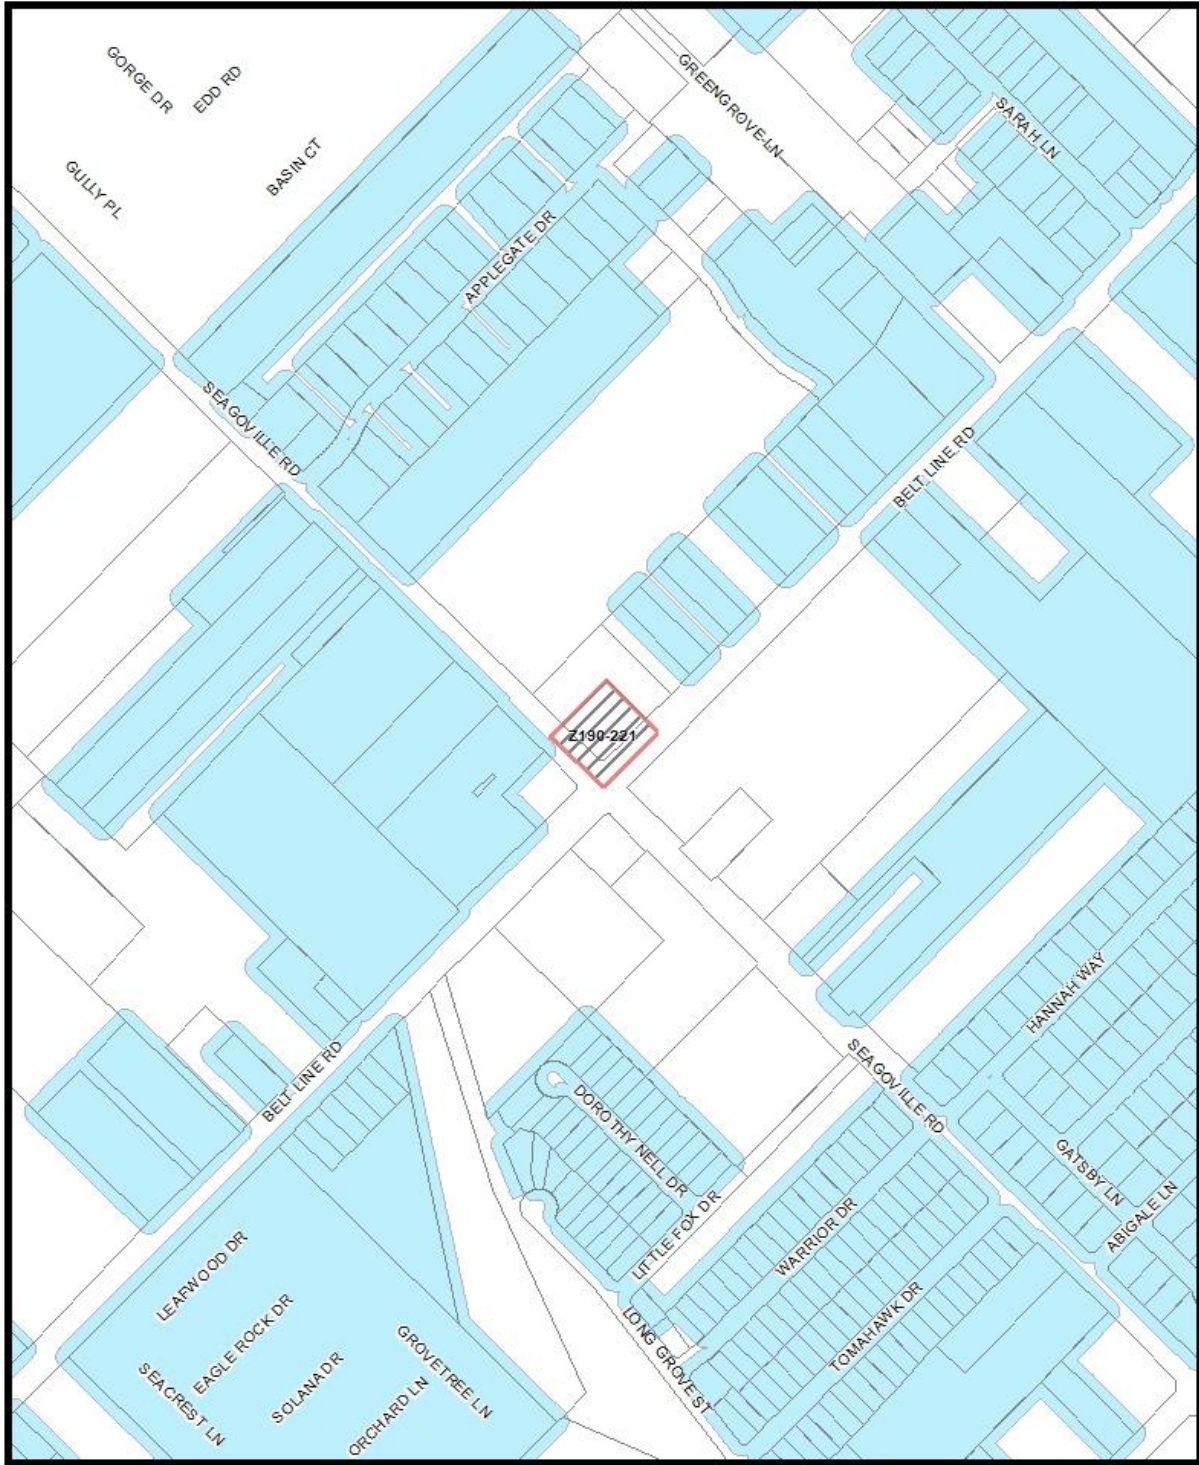 GORGE DR
EDD RD
GREENGROVE LN
SARAH LN
GULLY PL
BASIN CT
APPLEGATE DR
SEAGOVILLE RD
BELT LINE RD
Z190-221
HANNAH WAY
BELT LINE RD
SEAGOVILLE RD
DOROTHY NELL DR
GATSBY LN
ABIGALE LN
LITTLE FOX DR
WARRIOR DR
LEAFWOOD DR
TOMAHAWK DR
EAGLE ROCK DR
LONG GROVE ST
GROVETREE LN
SEACREST LN
SOLANA DR
ORCHARD LN